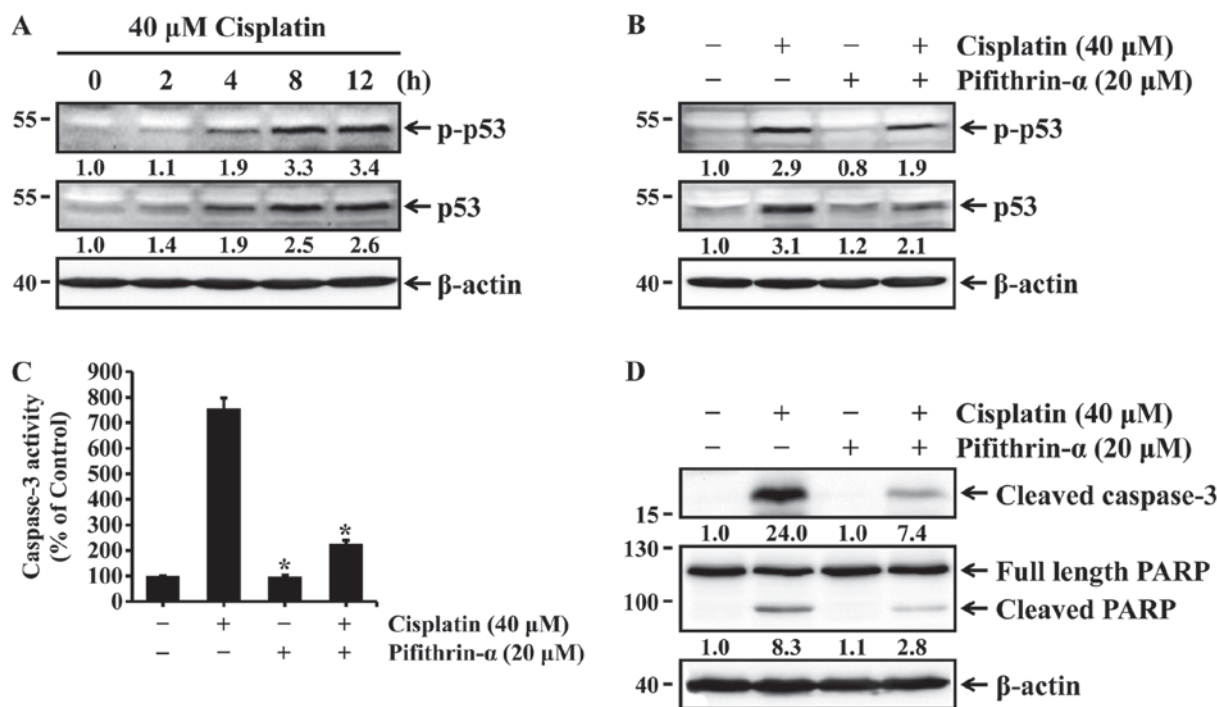 A
40 µM Cisplatin
0 2 4 8 12 (h)
55
p-p53
1.0 1.1 1.9 3.3 3.4
55
p53
1.0 1.4 1.9 2.5 2.6
40
β-actin
B
– + – + Cisplatin (40 µM)
– – + + Pifithrin-α (20 µM)
55
p-p53
1.0 2.9 0.8 1.9
55
p53
1.0 3.1 1.2 2.1
40
β-actin
C
Caspase-3 activity
(% of Control)
900
800
700
600
500
400
300
200
100
0
* *
– + – + Cisplatin (40 µM)
– – + + Pifithrin-α (20 µM)
D
– + – + Cisplatin (40 µM)
– – + + Pifithrin-α (20 µM)
Cleaved caspase-3
15
1.0 24.0 1.0 7.4
130
Full length PARP
100
Cleaved PARP
1.0 8.3 1.1 2.8
40
β-actin